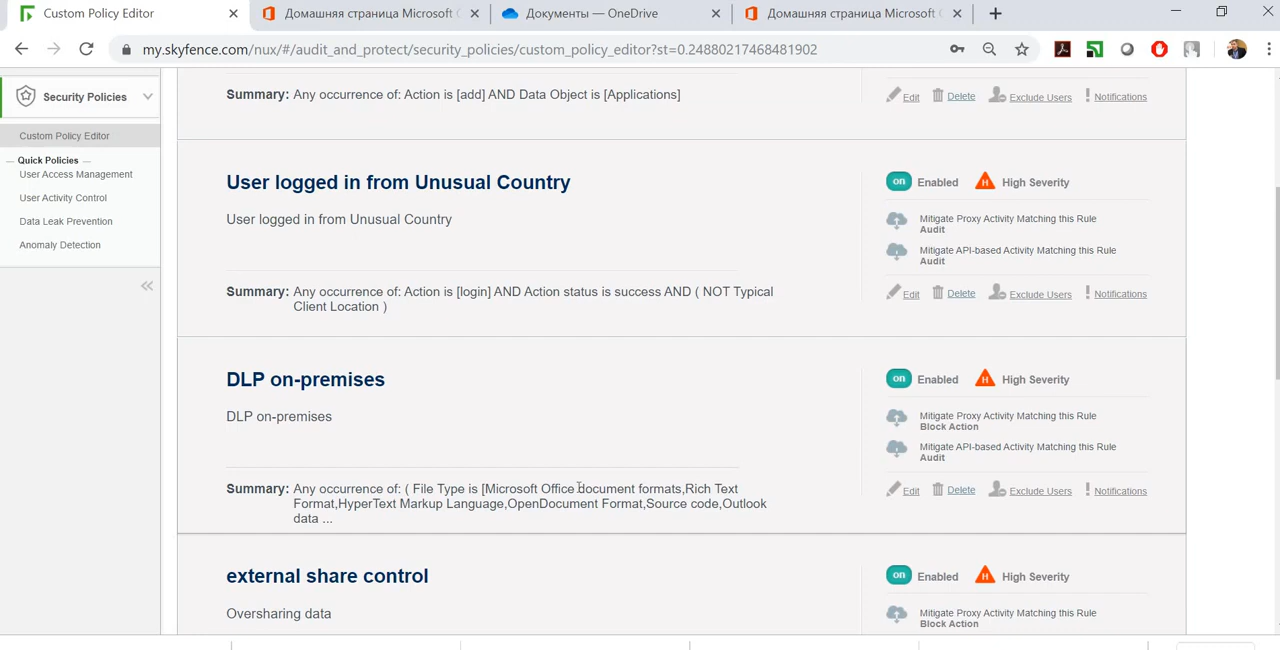 Custom Policy Editor
Домашняя страница Microsoft
Документы — OneDrive
Домашняя страница Microsoft
my.skyfence.com/nux/#/audit_and_protect/security_policies/custom_policy_editor?st=0.24880217468481902
Security Policies
Custom Policy Editor
Quick Policies
User Access Management
User Activity Control
Data Leak Prevention
Anomaly Detection
Summary: Any occurrence of: Action is [add] AND Data Object is [Applications]
Edit Delete Exclude Users Notifications
User logged in from Unusual Country
User logged in from Unusual Country
Summary: Any occurrence of: Action is [login] AND Action status is success AND ( NOT Typical
Client Location )
on Enabled H High Severity
Mitigate Proxy Activity Matching this Rule
Audit
Mitigate API-based Activity Matching this Rule
Audit
Edit Delete Exclude Users Notifications
DLP on-premises
DLP on-premises
Summary: Any occurrence of: ( File Type is [Microsoft Office document formats,Rich Text
Format,HyperText Markup Language,OpenDocument Format,Source code,Outlook
data ...
on Enabled H High Severity
Mitigate Proxy Activity Matching this Rule
Block Action
Mitigate API-based Activity Matching this Rule
Audit
Edit Delete Exclude Users Notifications
external share control
Oversharing data
on Enabled H High Severity
Mitigate Proxy Activity Matching this Rule
Block Action